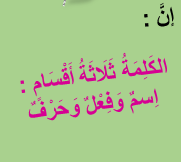 إنَّ :
الكَلِمَةُ ثَلَاثَةُ أَقْسَامٍ :
اِسمٌ وَفِعْلٌ وَحَرْفٌ